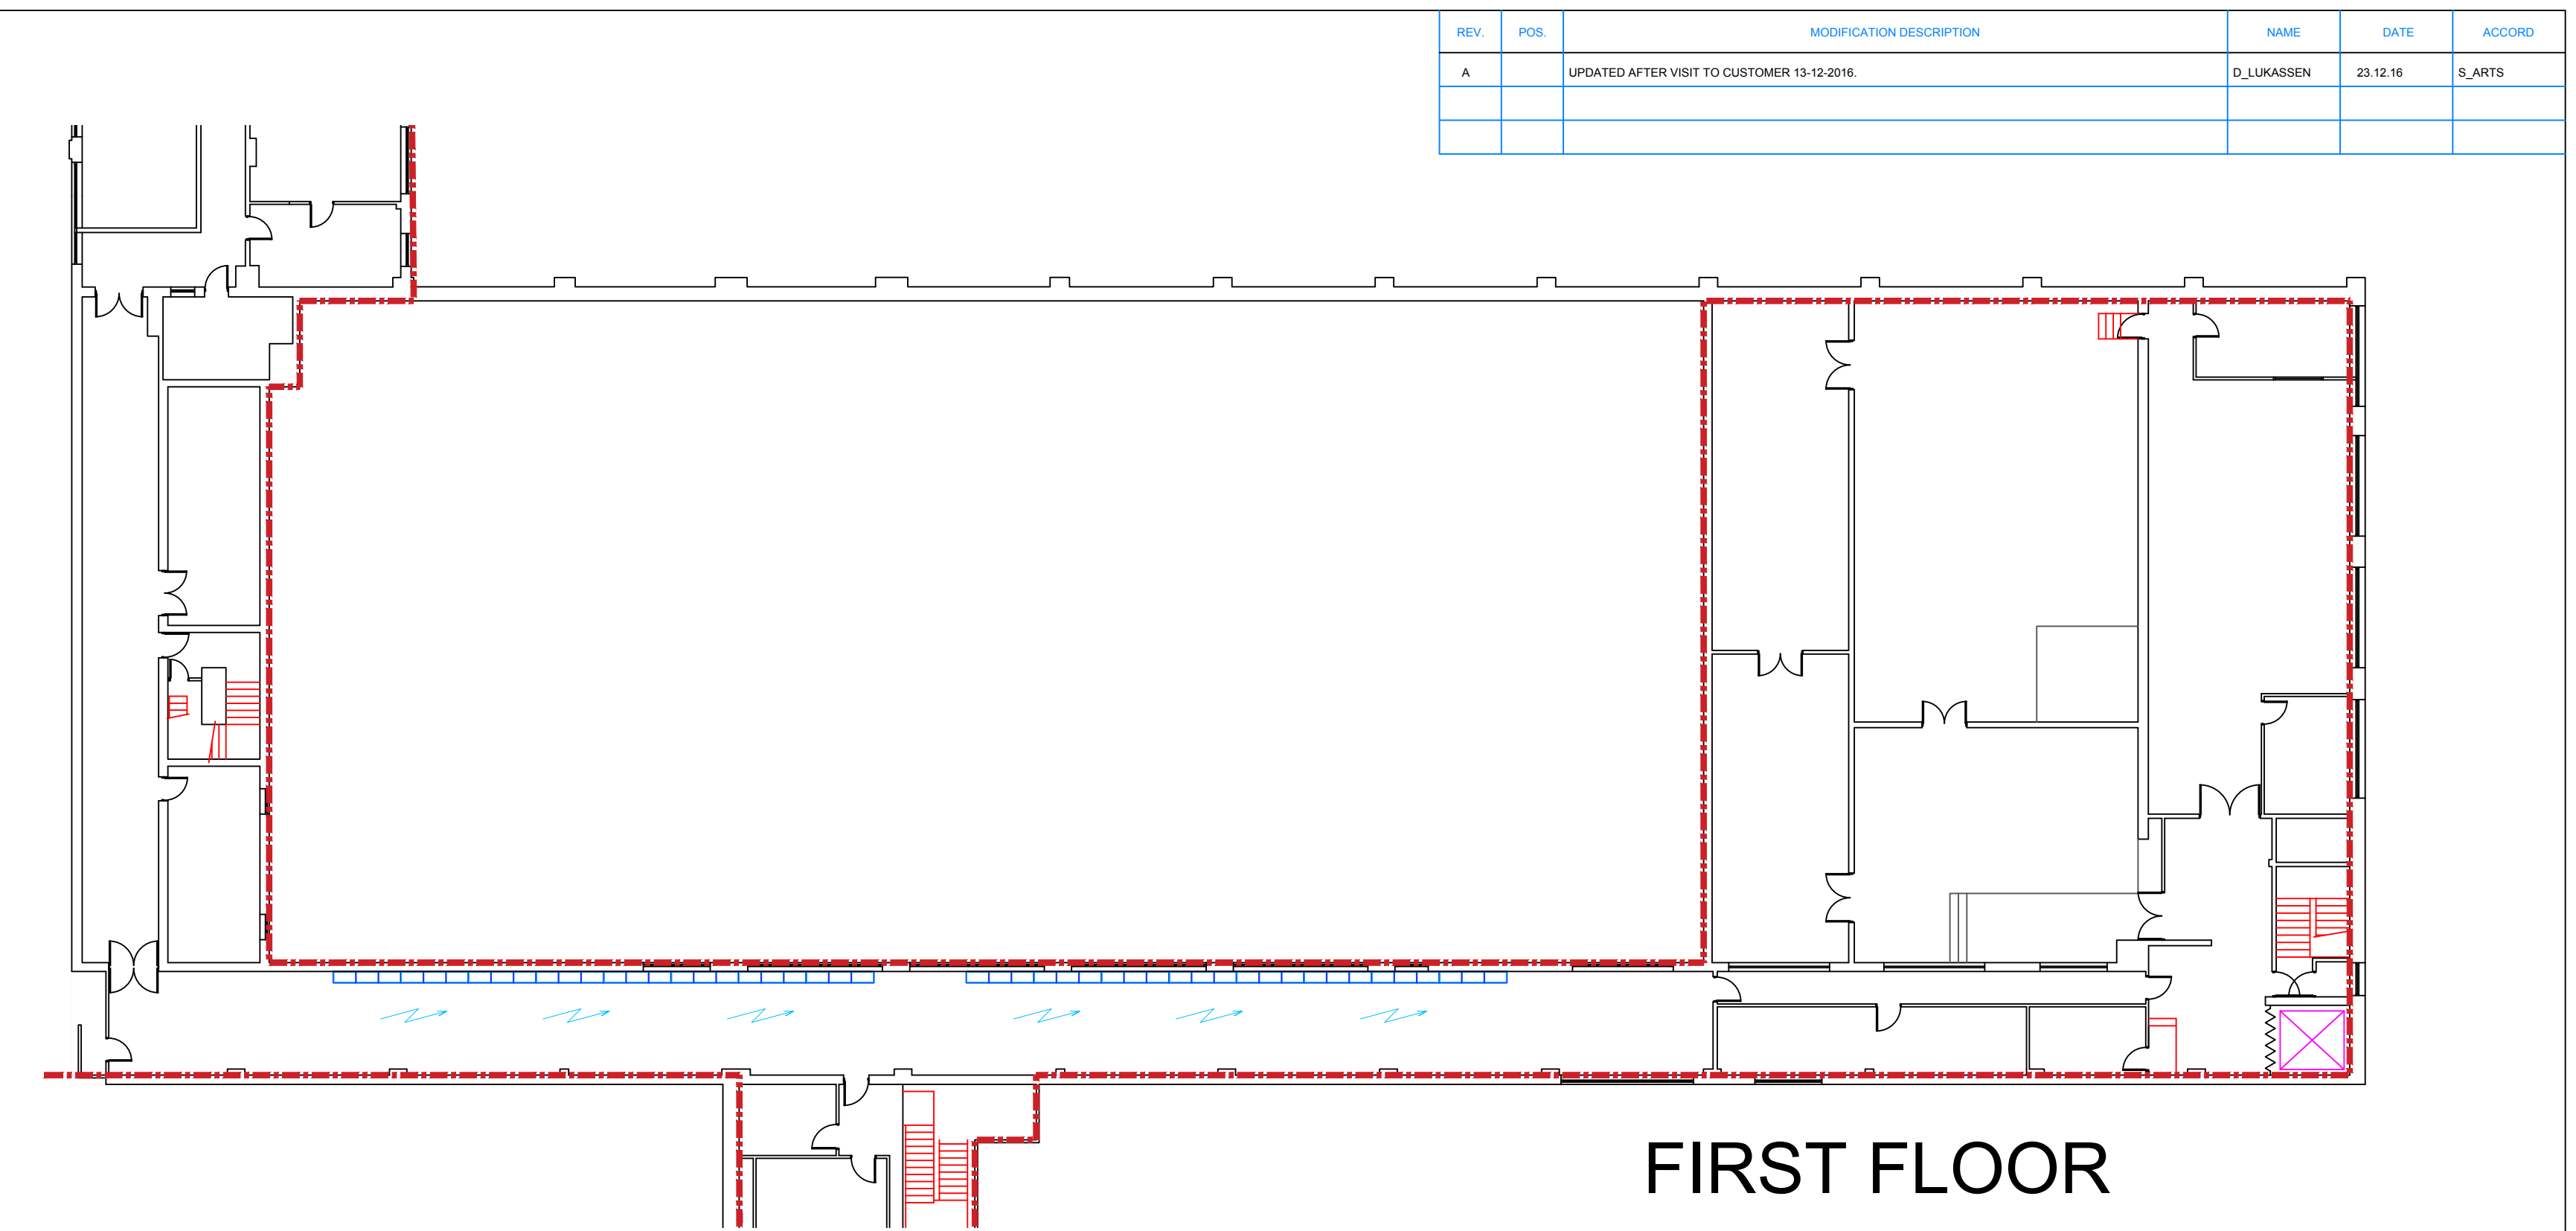 REV. POS. MODIFICATION DESCRIPTION NAME DATE ACCORD
A UPDATED AFTER VISIT TO CUSTOMER 13-12-2016. D_LUKASSEN 23.12.16 S_ARTS
FIRST FLOOR